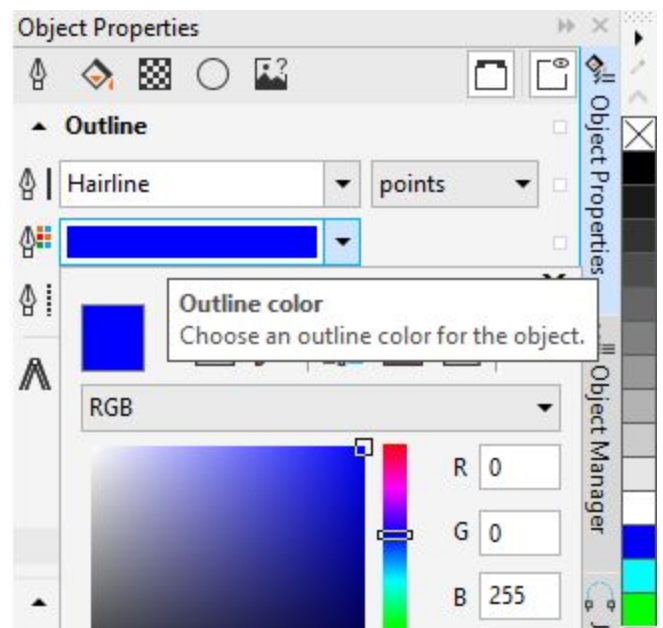 Object Properties
Outline
Hairline
points
Outline color
Choose an outline color for the object.
RGB
R 0
G 0
B 255
Object Properties
Object Manager